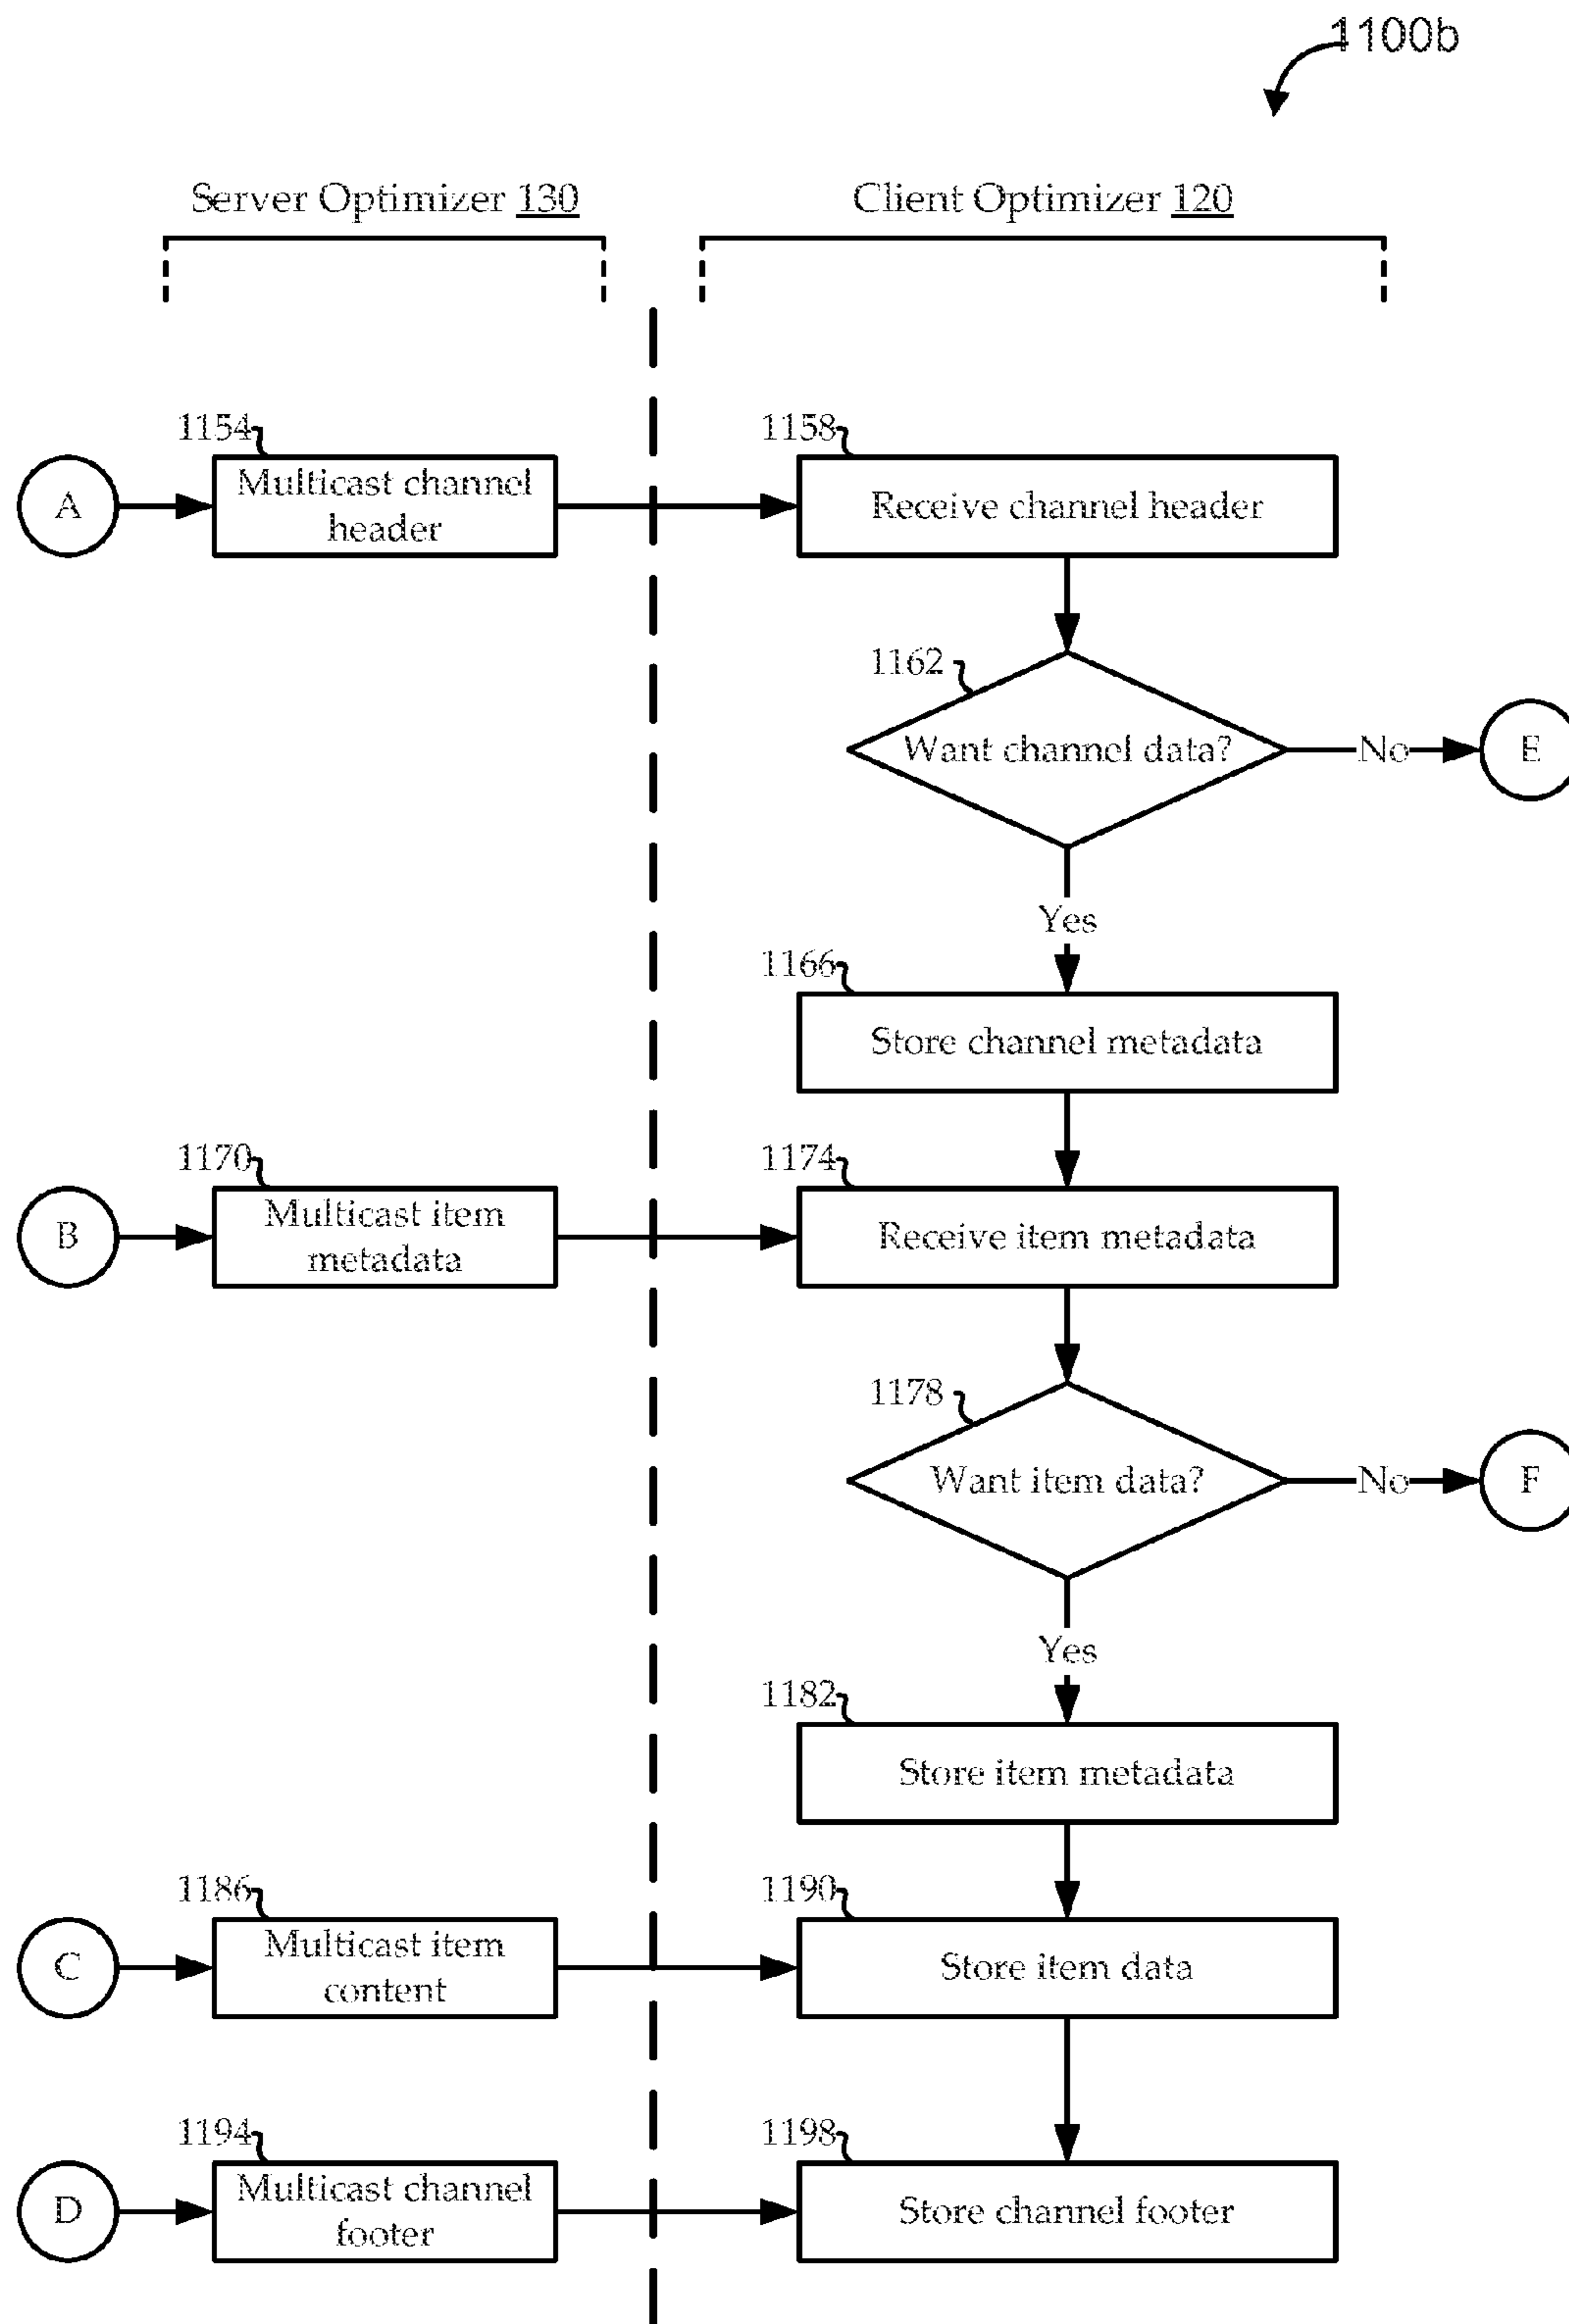 1100b
Server Optimizer 130
Client Optimizer 120
1154
1158
A
Multicast channel
header
Receive channel header
1162
Want channel data?
No
E
Yes
1166
Store channel metadata
1170
1174
B
Multicast item
metadata
Receive item metadata
1178
Want item data?
No
F
Yes
1182
Store item metadata
1186
1190
C
Multicast item
content
Store item data
1194
1198
D
Multicast channel
footer
Store channel footer